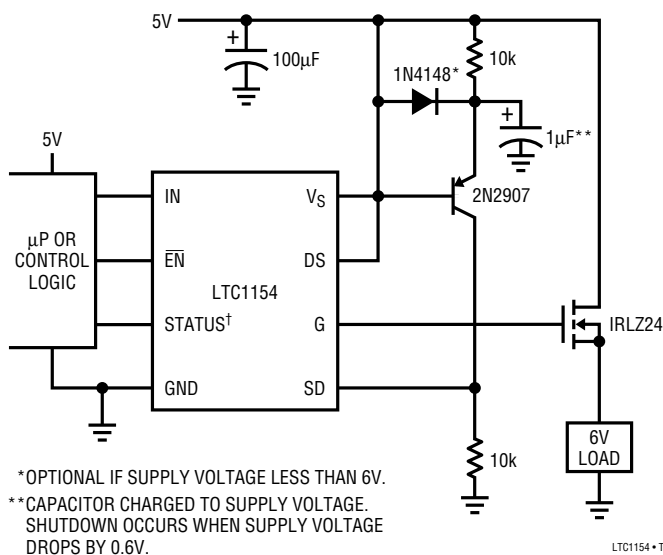 5V
100µF
10k
1N4148*
1µF**
5V
µP OR
CONTROL
LOGIC
IN
EN
STATUS†
GND
LTC1154
VS
DS
G
SD
2N2907
IRLZ24
10k
6V
LOAD
*OPTIONAL IF SUPPLY VOLTAGE LESS THAN 6V.
**CAPACITOR CHARGED TO SUPPLY VOLTAGE.
SHUTDOWN OCCURS WHEN SUPPLY VOLTAGE
DROPS BY 0.6V.
LTC1154 • T